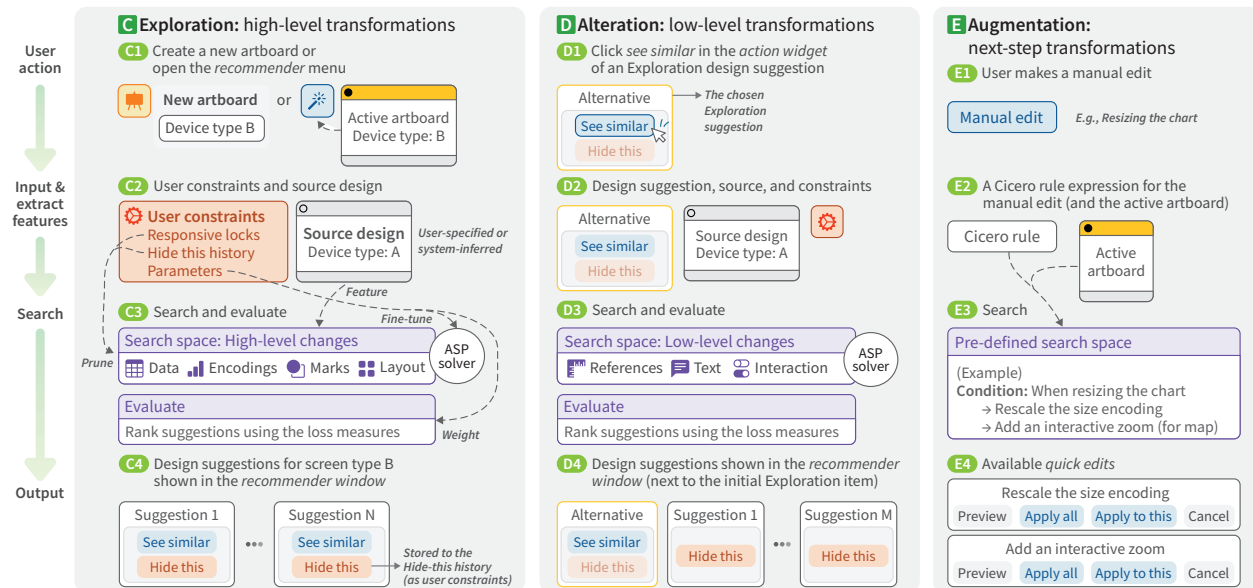 User
action
Input &
extract
features
Search
Output
C Exploration: high-level transformations
C1 Create a new artboard or
open the recommender menu
New artboard
Device type B
or
Active artboard
Device type: B
C2 User constraints and source design
User constraints
Responsive locks
Hide this history
Parameters
Source design
Device type: A
User-specified or
system-inferred
Feature
Fine-tune
Prune
C3 Search and evaluate
Search space: High-level changes
Data Encodings Marks Layout
ASP
solver
Evaluate
Rank suggestions using the loss measures
Weight
C4 Design suggestions for screen type B
shown in the recommender window
Suggestion 1
See similar
Hide this
Suggestion N
See similar
Hide this
Stored to the
Hide-this history
(as user constraints)
D Alteration: low-level transformations
D1 Click see similar in the action widget
of an Exploration design suggestion
Alternative
See similar
Hide this
The chosen
Exploration
suggestion
D2 Design suggestion, source, and constraints
Alternative
See similar
Hide this
Source design
Device type: A
D3 Search and evaluate
Search space: Low-level changes
References Text Interaction
ASP
solver
Evaluate
Rank suggestions using the loss measures
D4 Design suggestions shown in the recommender
window (next to the initial Exploration item)
Alternative
See similar
Hide this
Suggestion 1
Hide this
Suggestion M
Hide this
E Augmentation:
next-step transformations
E1 User makes a manual edit
Manual edit
E.g., Resizing the chart
E2 A Cicero rule expression for the
manual edit (and the active artboard)
Cicero rule
Active
artboard
E3 Search
Pre-defined search space
(Example)
Condition: When resizing the chart
→ Rescale the size encoding
→ Add an interactive zoom (for map)
E4 Available quick edits
Rescale the size encoding
Preview Apply all Apply to this Cancel
Add an interactive zoom
Preview Apply all Apply to this Cancel